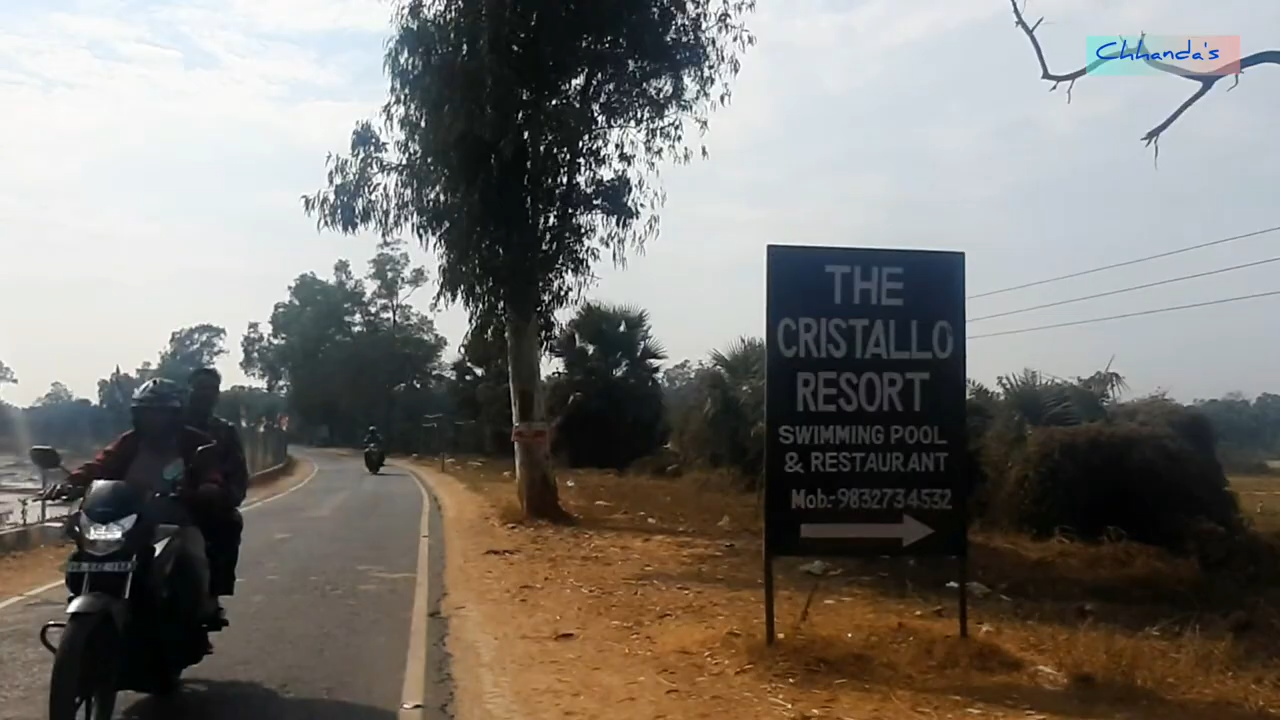 Chhanda's
THE
CRISTALLO
RESORT
SWIMMING POOL
& RESTAURANT
Mob:-9832734532